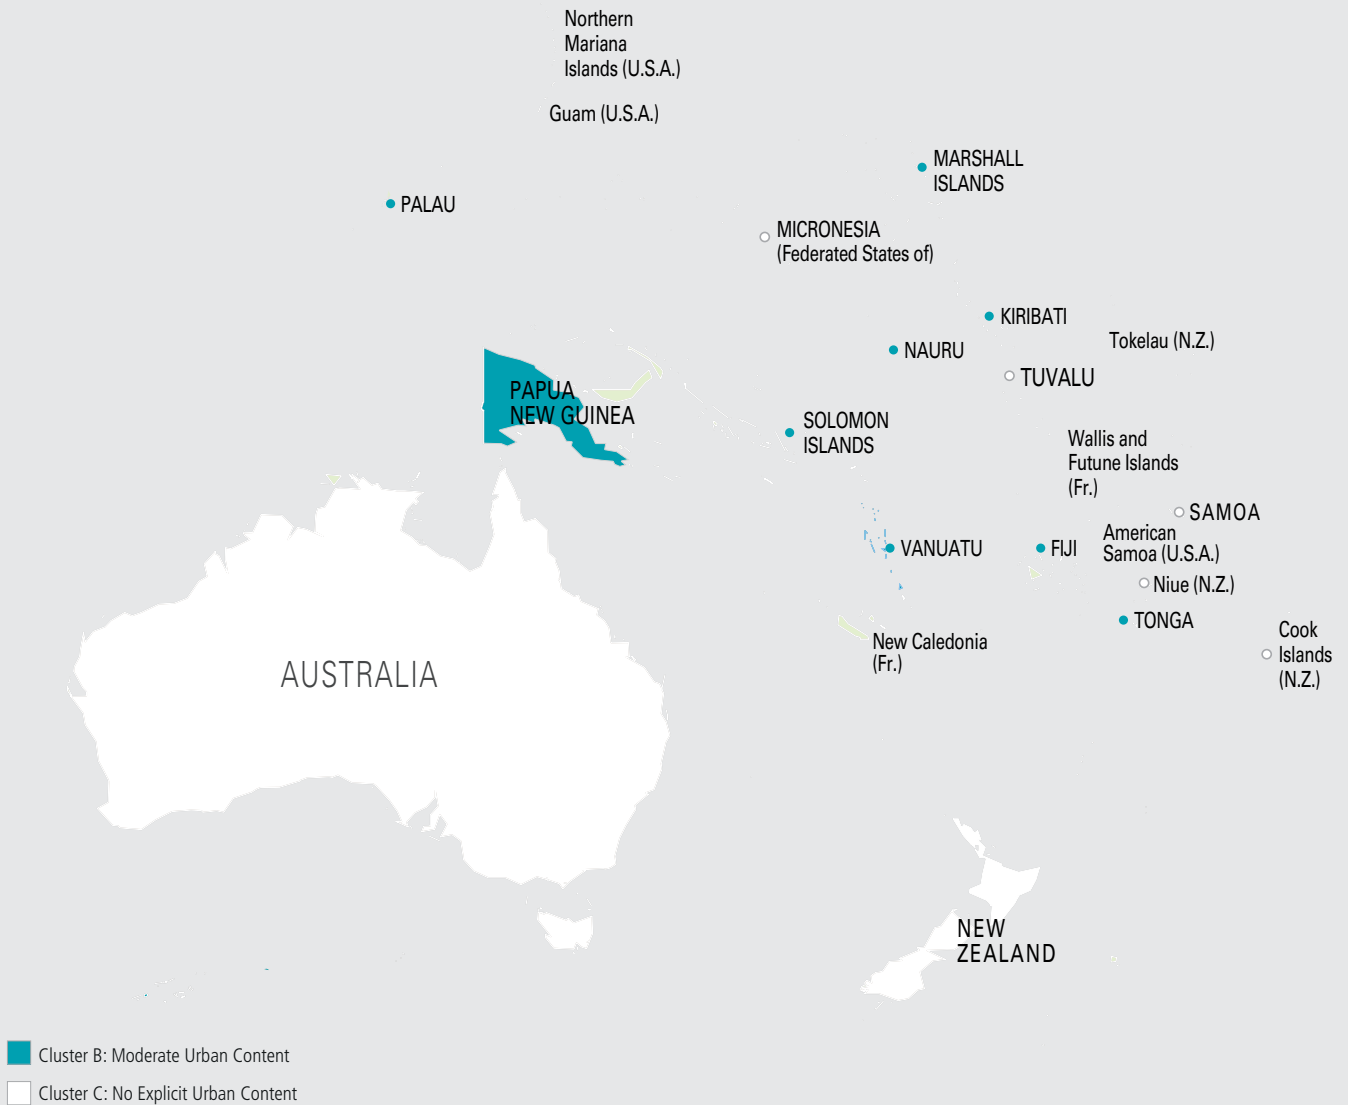 Northern
Mariana
Islands (U.S.A.)
Guam (U.S.A.)
MARSHALL
ISLANDS
PALAU
MICRONESIA
(Federated States of)
KIRIBATI
Tokelau (N.Z.)
NAURU
TUVALU
PAPUA
NEW GUINEA
SOLOMON
ISLANDS
Wallis and
Futune Islands
(Fr.)
SAMOA
American
Samoa (U.S.A.)
VANUATU
FIJI
Niue (N.Z.)
TONGA
Cook
Islands
(N.Z.)
New Caledonia
(Fr.)
AUSTRALIA
NEW
ZEALAND
Cluster B: Moderate Urban Content
Cluster C: No Explicit Urban Content